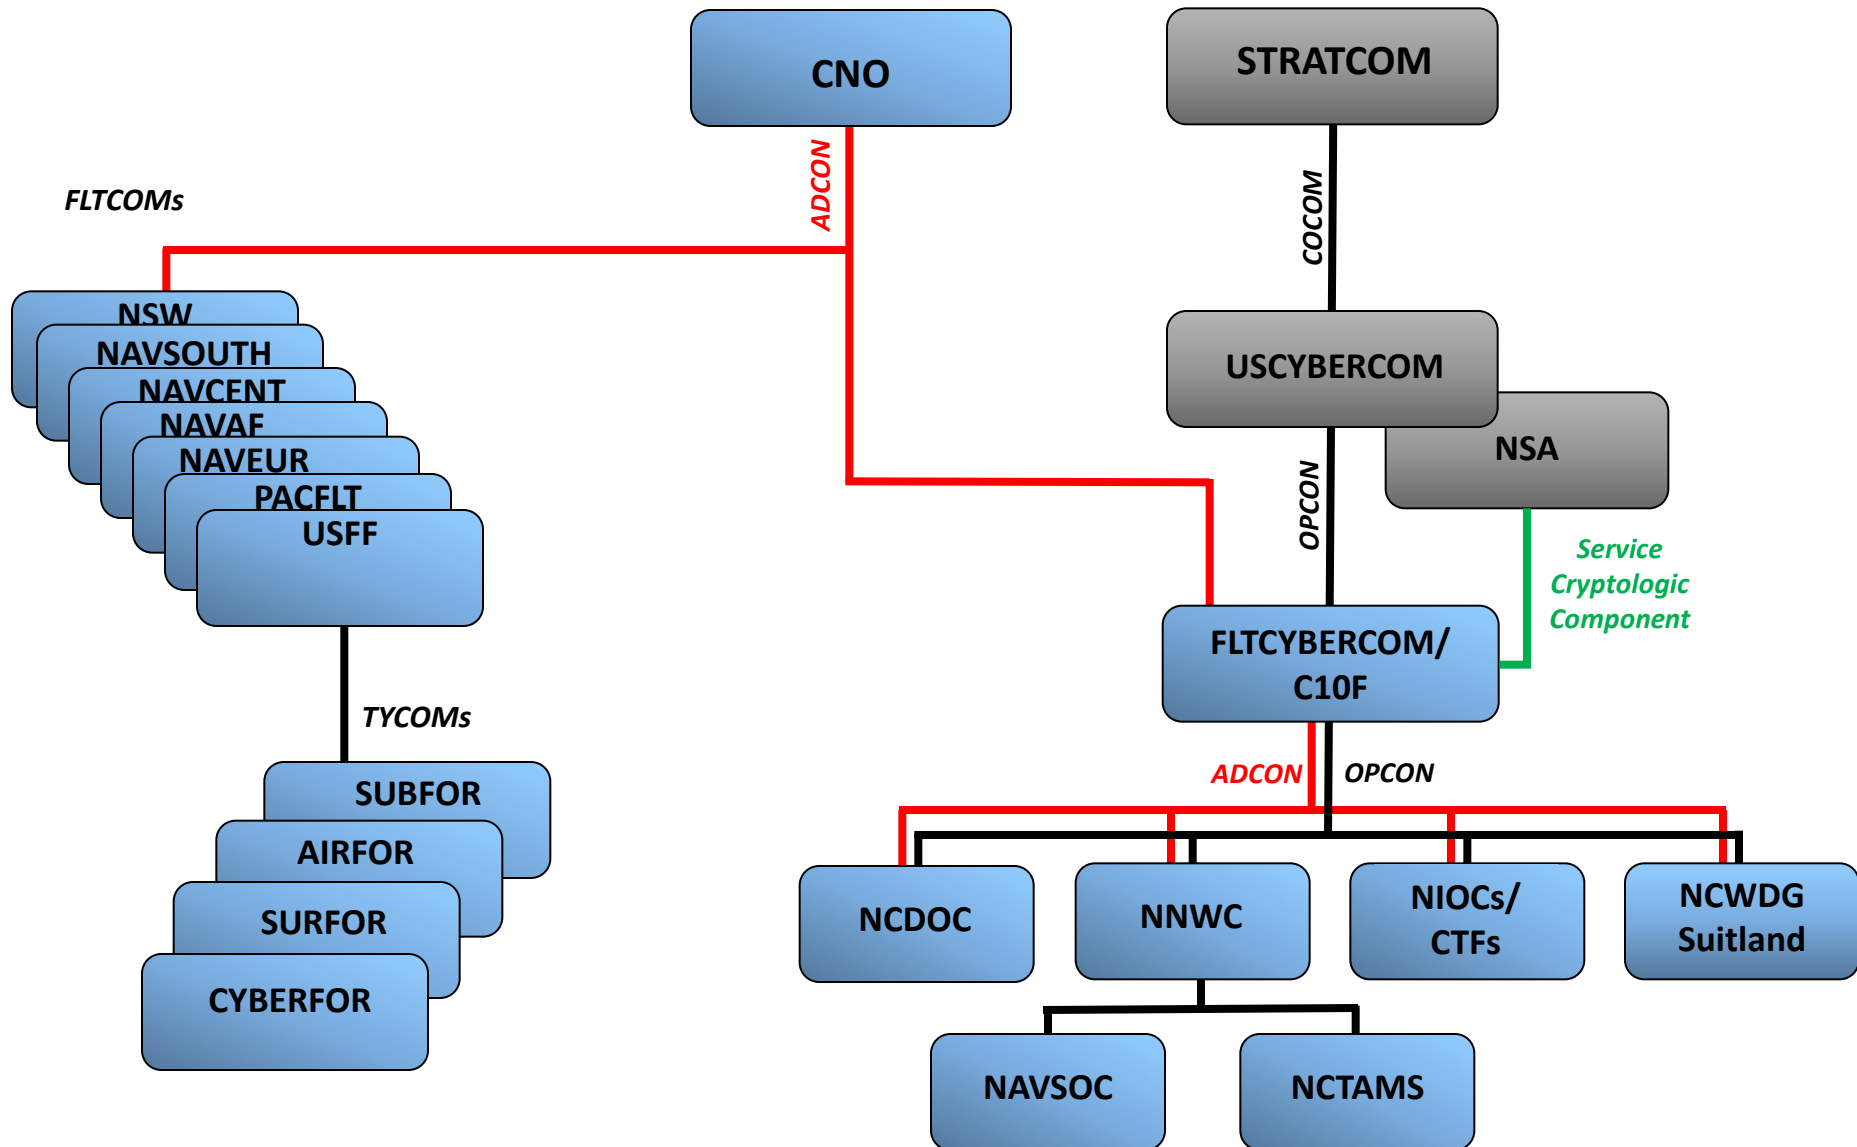 CNO
STRATCOM
ADCON
COCOM
FLTCOMs
NSW
NAVSOUTH
NAVCENT
NAVAF
NAVEUR
PACFLT
USFF
USCYBERCOM
NSA
OPCON
Service
Cryptologic
Component
FLTCYBERCOM/
C10F
TYCOMs
ADCON
OPCON
SUBFOR
AIRFOR
SURFOR
CYBERFOR
NCDOC
NNWC
NIOCs/
CTFs
NCWDG
Suitland
NAVSOC
NCTAMS